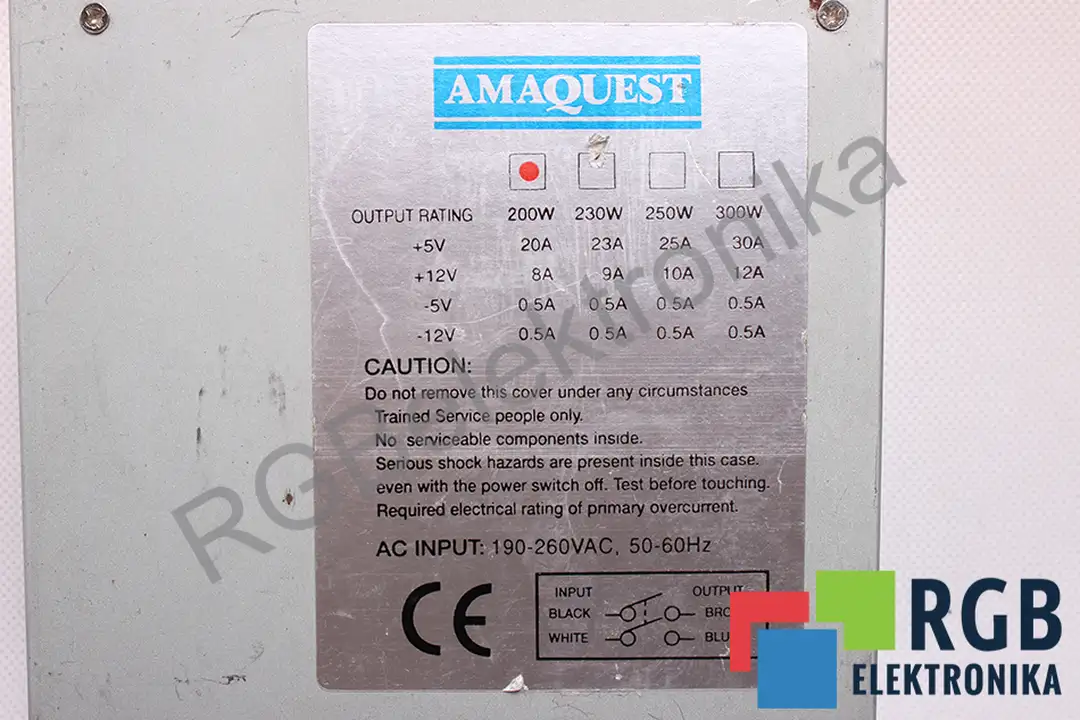 AMAQUEST
OUTPUT RATING 200W 230W 250W 300W
+5V 20A 23A 25A 30A
+12V 8A 9A 10A 12A
-5V 0.5A 0.5A 0.5A 0.5A
-12V 0.5A 0.5A 0.5A 0.5A
CAUTION:
Do not remove this cover under any circumstances
Trained Service people only.
No serviceable components inside.
Serious shock hazards are present inside this case.
even with the power switch off. Test before touching.
Required electrical rating of primary overcurrent.
AC INPUT: 190-260VAC, 50-60Hz
CE
INPUT OUTPUT
BLACK
WHITE
RGB Elektronika
RGB
ELEKTRONIKA